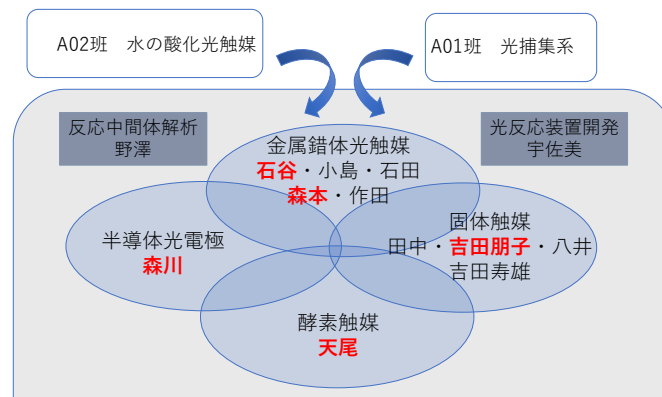 A02班　水の酸化光触媒
A01班　光捕集系
反応中間体解析
野澤
光反応装置開発
宇佐美
金属錯体光触媒
石谷・小島・石田
森本・作田
半導体光電極
森川
固体触媒
田中・吉田朋子・八井
吉田寿雄
酵素触媒
天尾